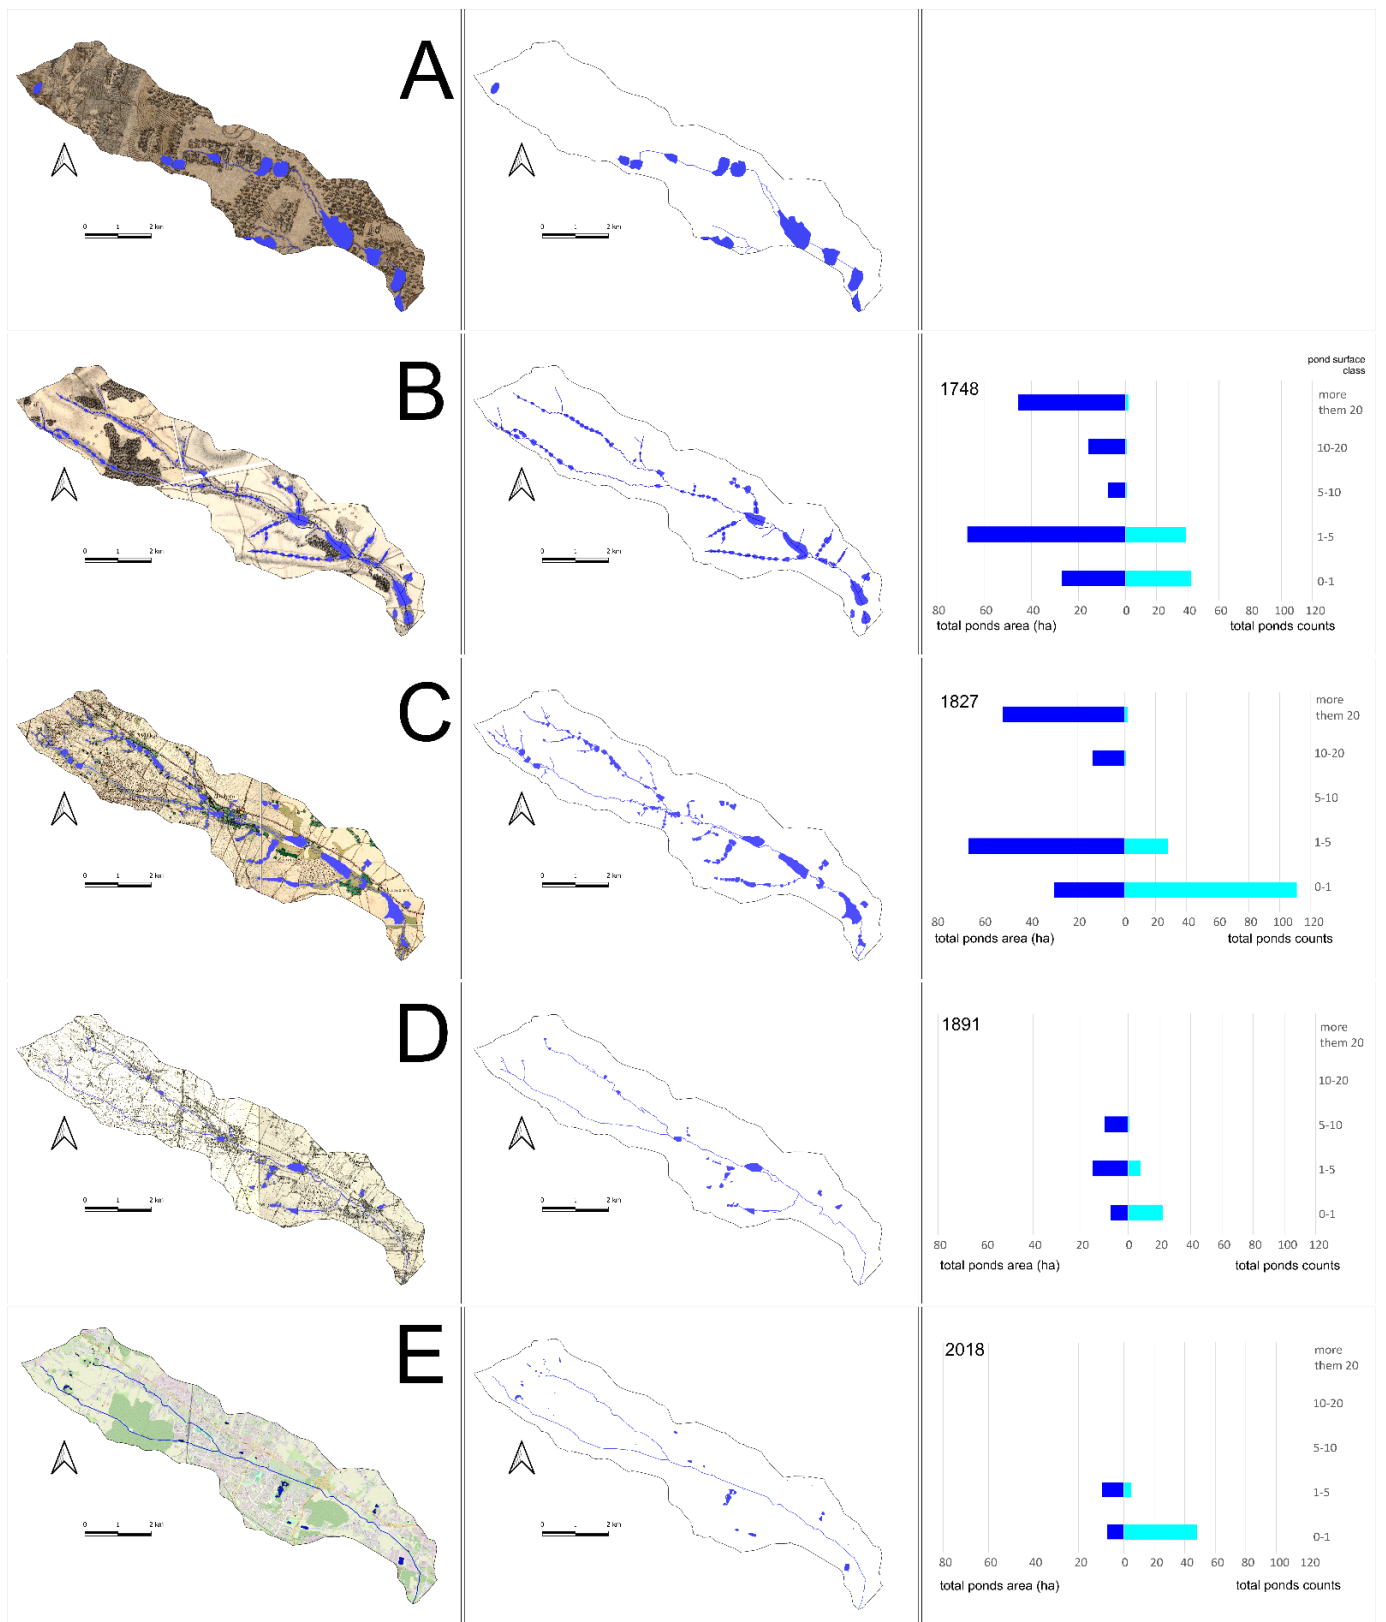 A
0 1 2 km
0 1 2 km
B
0 1 2 km
0 1 2 km
pond surface
class
1748
more
them 20
10-20
5-10
1-5
0-1
80 60 40 20 0 20 40 60 80 100 120
total ponds area (ha) total ponds counts
C
0 1 2 km
0 1 2 km
1827
more
them 20
10-20
5-10
1-5
0-1
80 60 40 20 0 20 40 60 80 100 120
total ponds area (ha) total ponds counts
D
0 1 2 km
0 1 2 km
1891
more
them 20
10-20
5-10
1-5
0-1
80 60 40 20 0 20 40 60 80 100 120
total ponds area (ha) total ponds counts
E
0 1 2 km
0 1 2 km
2018
more
them 20
10-20
5-10
1-5
0-1
80 60 40 20 0 20 40 60 80 100 120
total ponds area (ha) total ponds counts